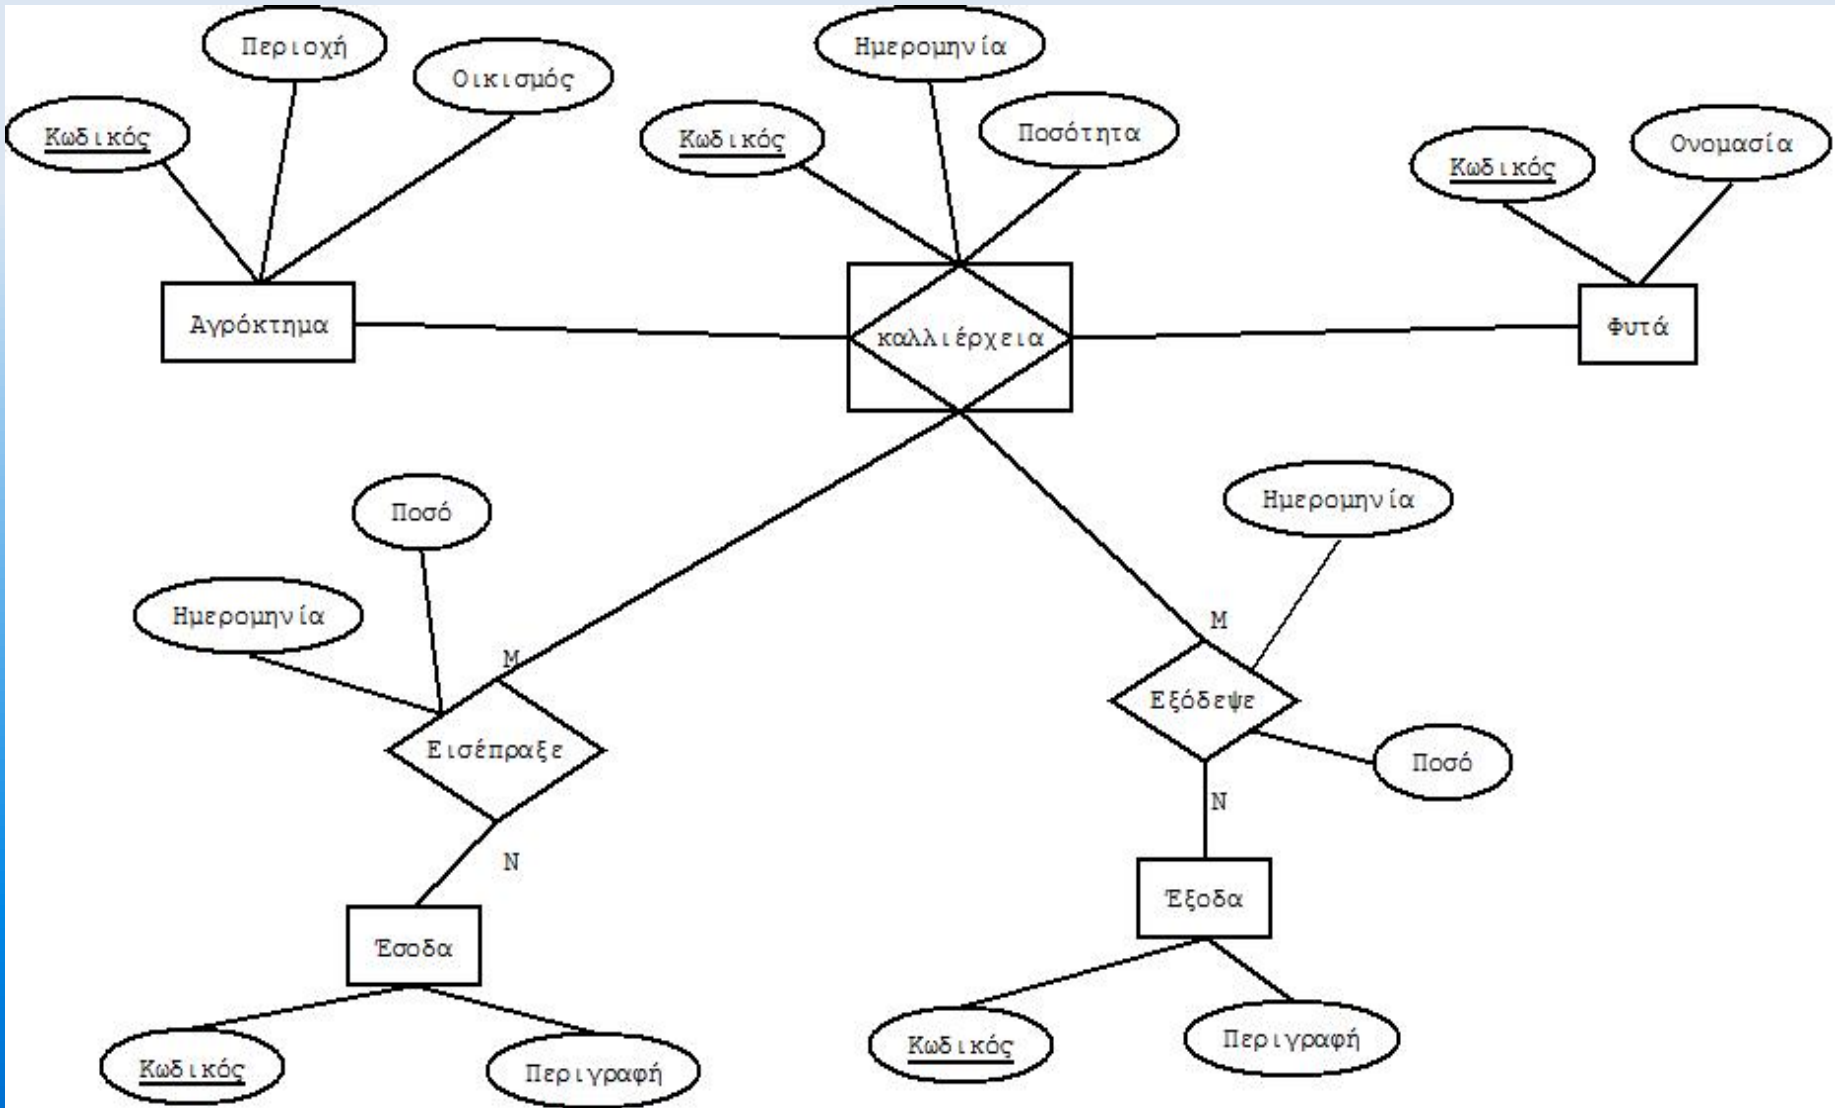 Περιοχή
Ημερομηνία
Οικισμός
Κωδικός
Κωδικός
Ποσότητα
Κωδικός
Ονομασία
Αγρόκτημα
καλλιέρχεια
Φυτά
Ποσό
Ημερομηνία
Ημερομηνία
M
M
Εισέπραξε
Εξόδεψε
Ποσό
N
N
Έσοδα
Έξοδα
Κωδικός
Περιγραφή
Κωδικός
Περιγραφή